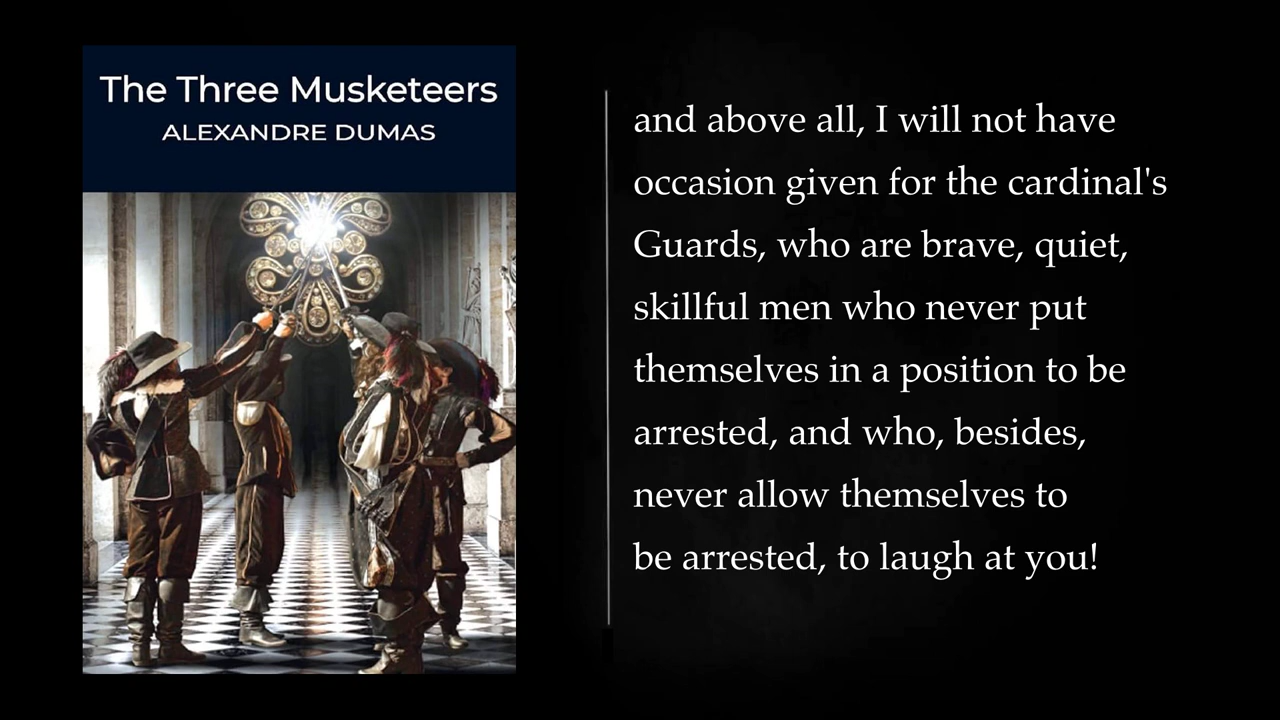 The Three Musketeers
ALEXANDRE DUMAS
and above all, I will not have
occasion given for the cardinal's
Guards, who are brave, quiet,
skillful men who never put
themselves in a position to be
arrested, and who, besides,
never allow themselves to
be arrested, to laugh at you!